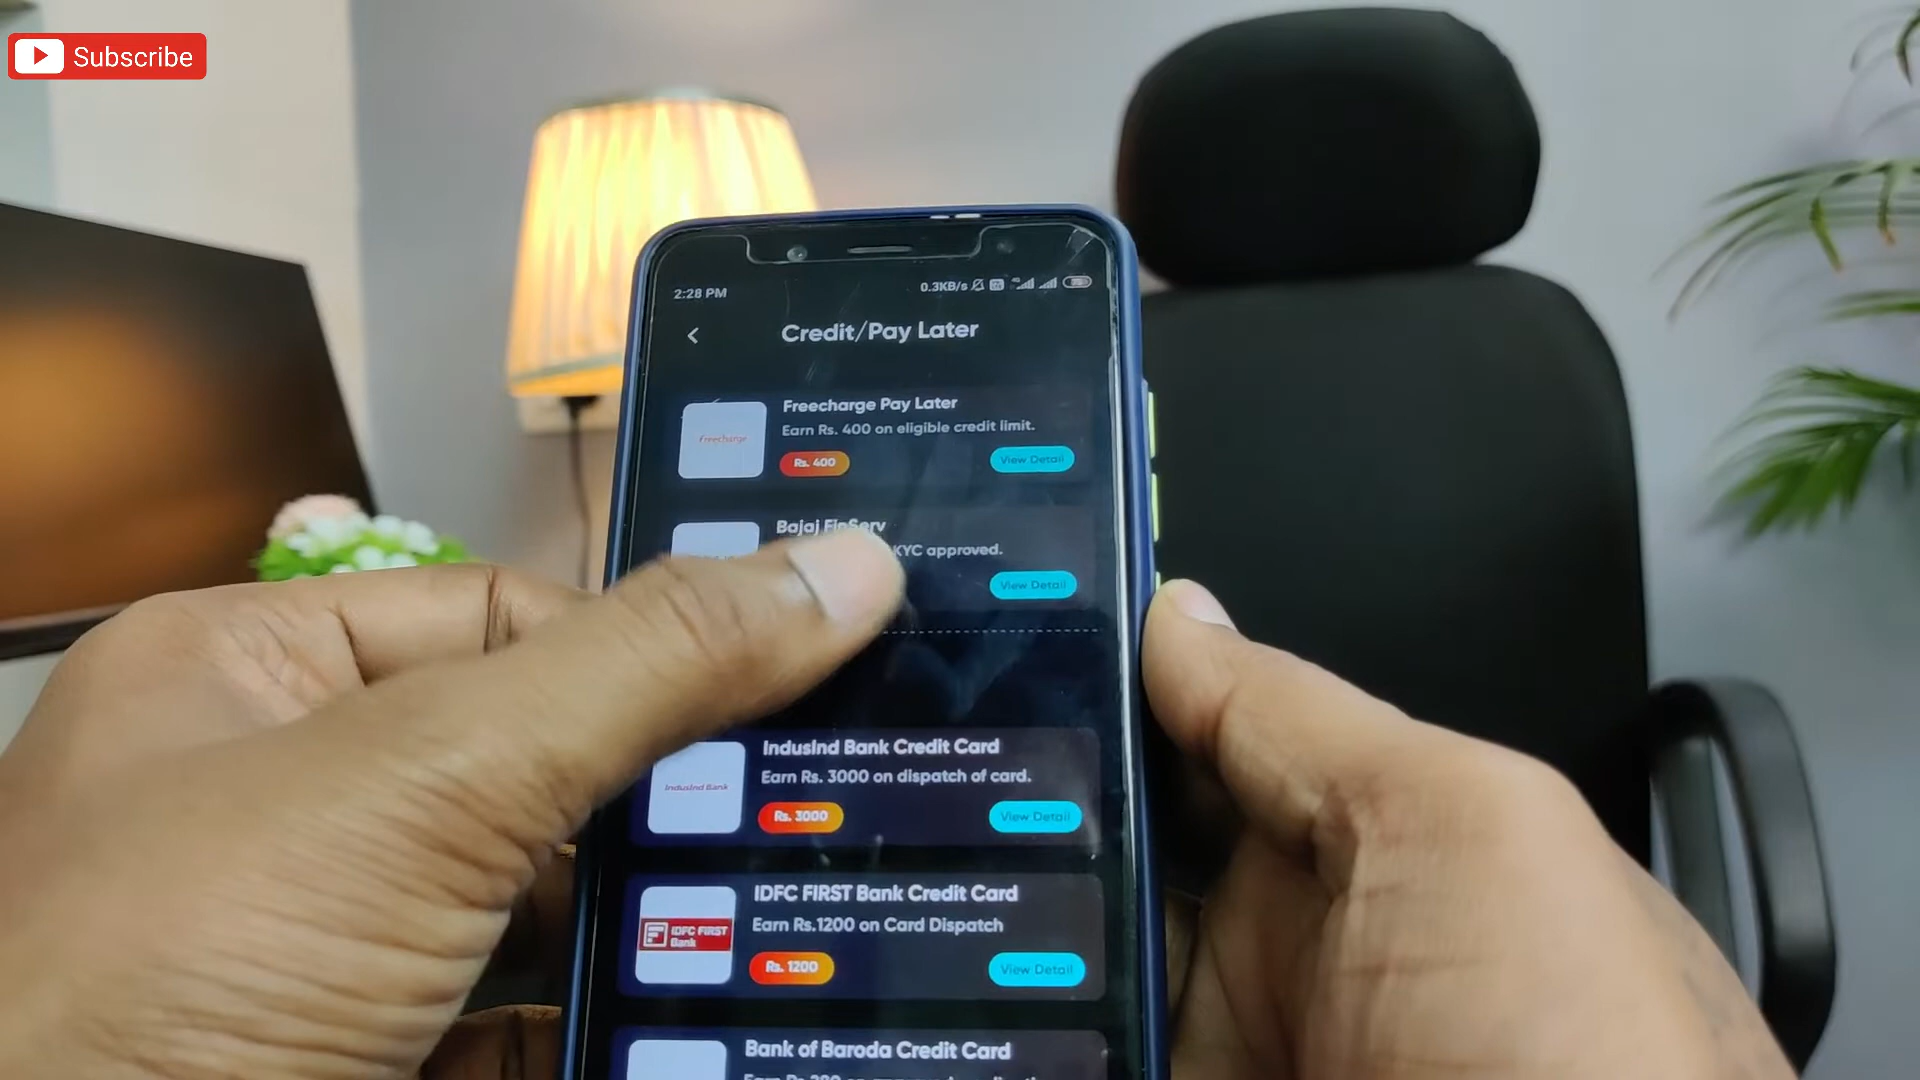 Subscribe
2:28 PM
0.3KB/s
Credit/Pay Later
Freecharge Pay Later
Earn Rs. 400 on eligible credit limit.
Freecharge
Rs. 400
View Detail
Bajaj FinServ
KYC approved.
View Detail
IndusInd Bank Credit Card
Earn Rs. 3000 on dispatch of card.
IndusInd Bank
Rs. 3000
View Detail
IDFC FIRST Bank Credit Card
Earn Rs.1200 on Card Dispatch
IDFC FIRST
Bank
Rs. 1200
View Detail
Bank of Baroda Credit Card